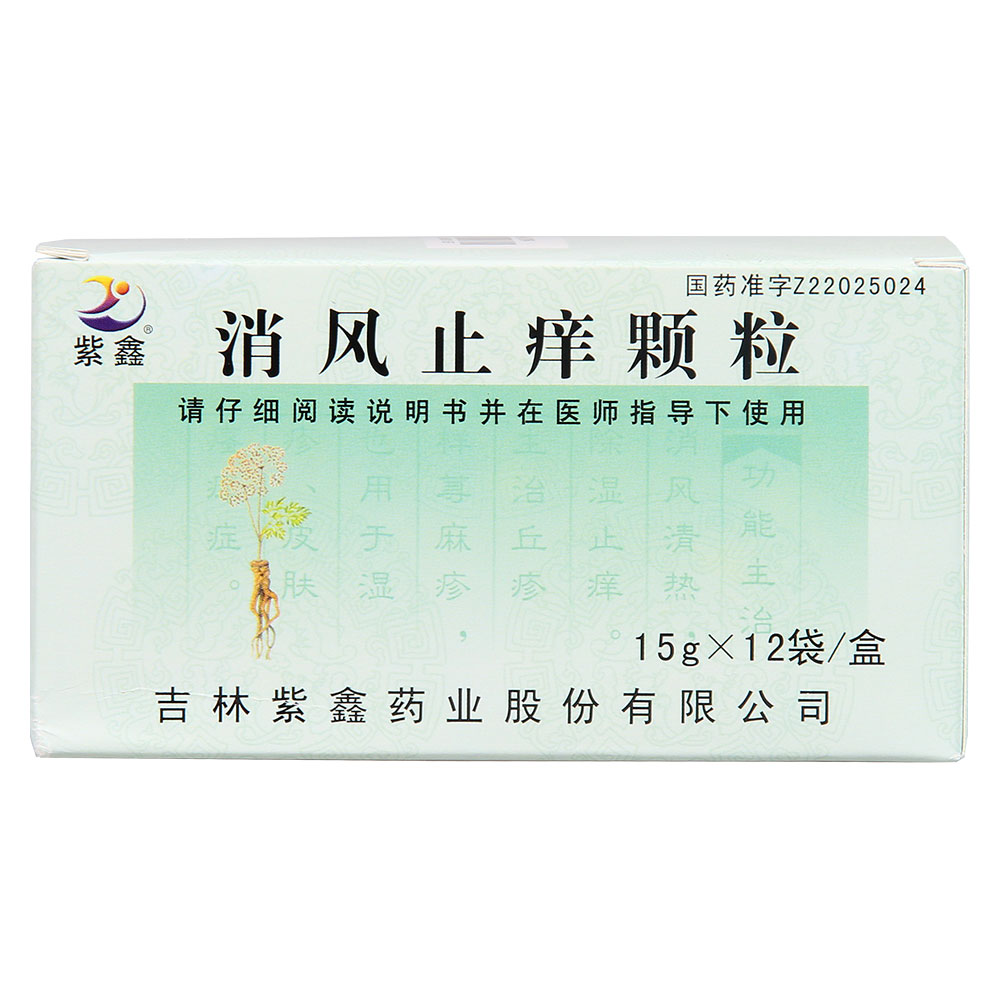 国药准字Z22025024
紫鑫®
消风止痒颗粒
请仔细阅读说明书并在医师指导下使用
功能主治
风清热，
除湿止痒。
主治丘疹
样荨麻疹，
也用于湿
疹、皮肤
痒症。
15g×12袋/盒
吉林紫鑫药业股份有限公司